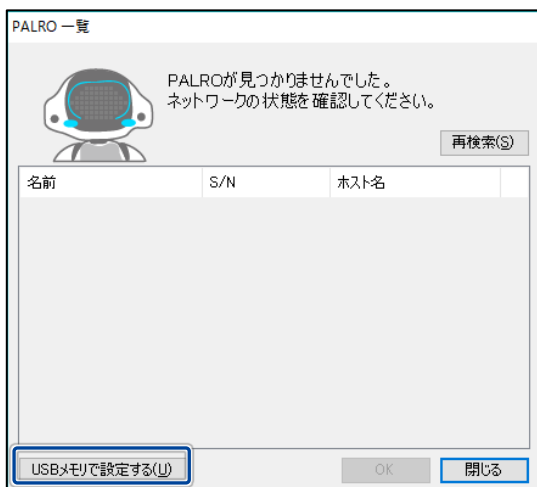 PALRO 一覧
PALROが見つかりませんでした。
ネットワークの状態を確認してください。
再検索(S)
名前 S/N ホスト名
USBメモリで設定する(U) OK 閉じる